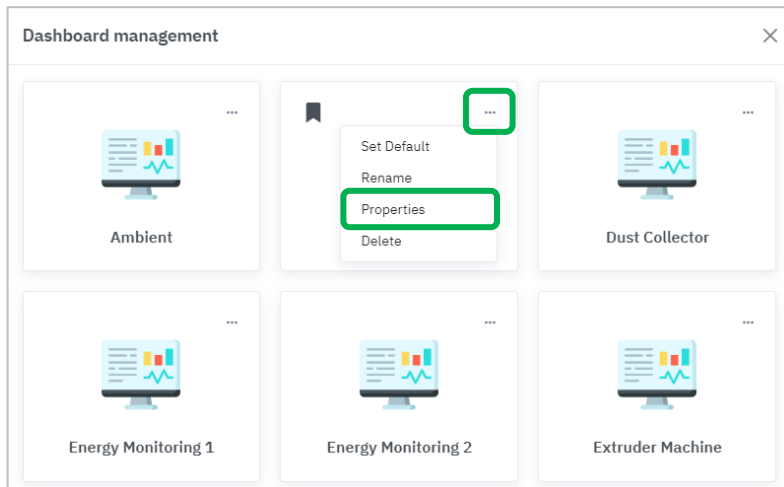 Dashboard management
Set Default
Rename
Properties
Delete
Ambient
Dust Collector
Energy Monitoring 1
Energy Monitoring 2
Extruder Machine